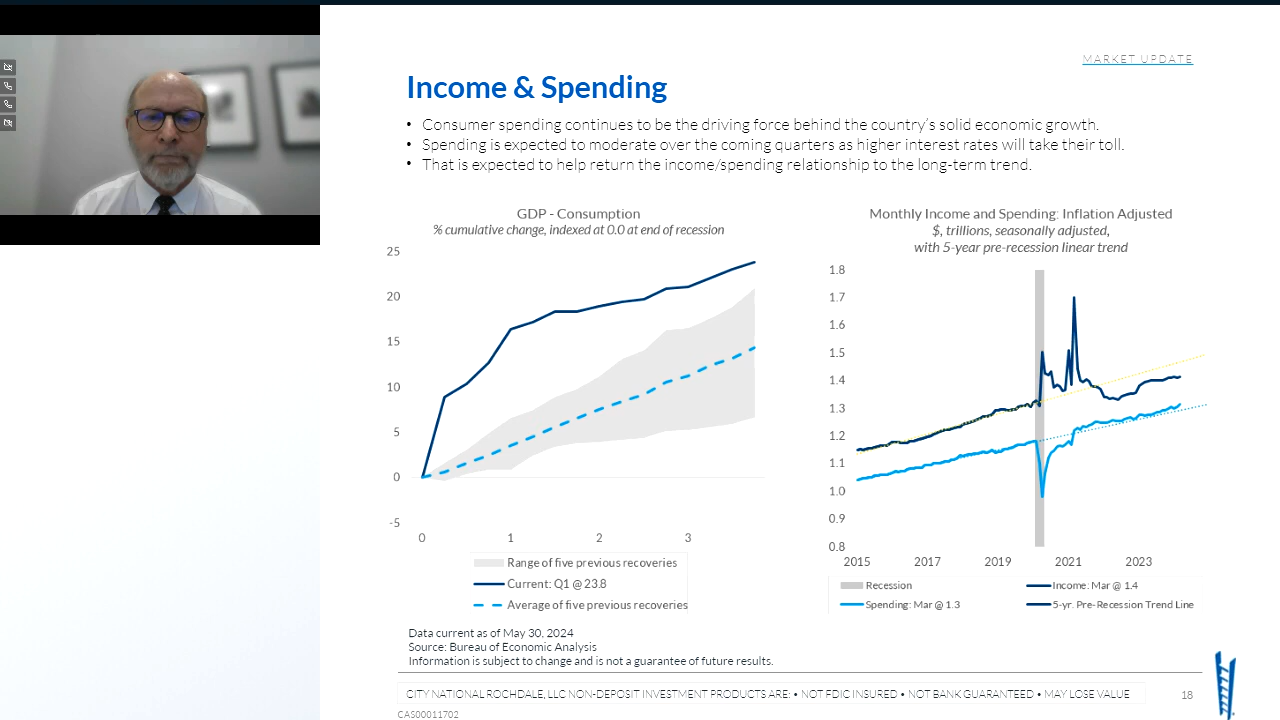 MARKET UPDATE
Income & Spending
• Consumer spending continues to be the driving force behind the country's solid economic growth.
• Spending is expected to moderate over the coming quarters as higher interest rates will take their toll.
• That is expected to help return the income/spending relationship to the long-term trend.
GDP - Consumption
% cumulative change, indexed at 0.0 at end of recession
25
20
15
10
5
0
-5
0 1 2 3
Range of five previous recoveries
Current: Q1 @ 23.8
Average of five previous recoveries
Monthly Income and Spending: Inflation Adjusted
$, trillions, seasonally adjusted,
with 5-year pre-recession linear trend
1.8
1.7
1.6
1.5
1.4
1.3
1.2
1.1
1.0
0.9
0.8
2015 2017 2019 2021 2023
Recession Income: Mar @ 1.4
Spending: Mar @ 1.3 5-yr. Pre-Recession Trend Line
Data current as of May 30, 2024
Source: Bureau of Economic Analysis
Information is subject to change and is not a guarantee of future results.
CITY NATIONAL ROCHDALE, LLC NON-DEPOSIT INVESTMENT PRODUCTS ARE: • NOT FDIC INSURED • NOT BANK GUARANTEED • MAY LOSE VALUE
18
CAS00011702